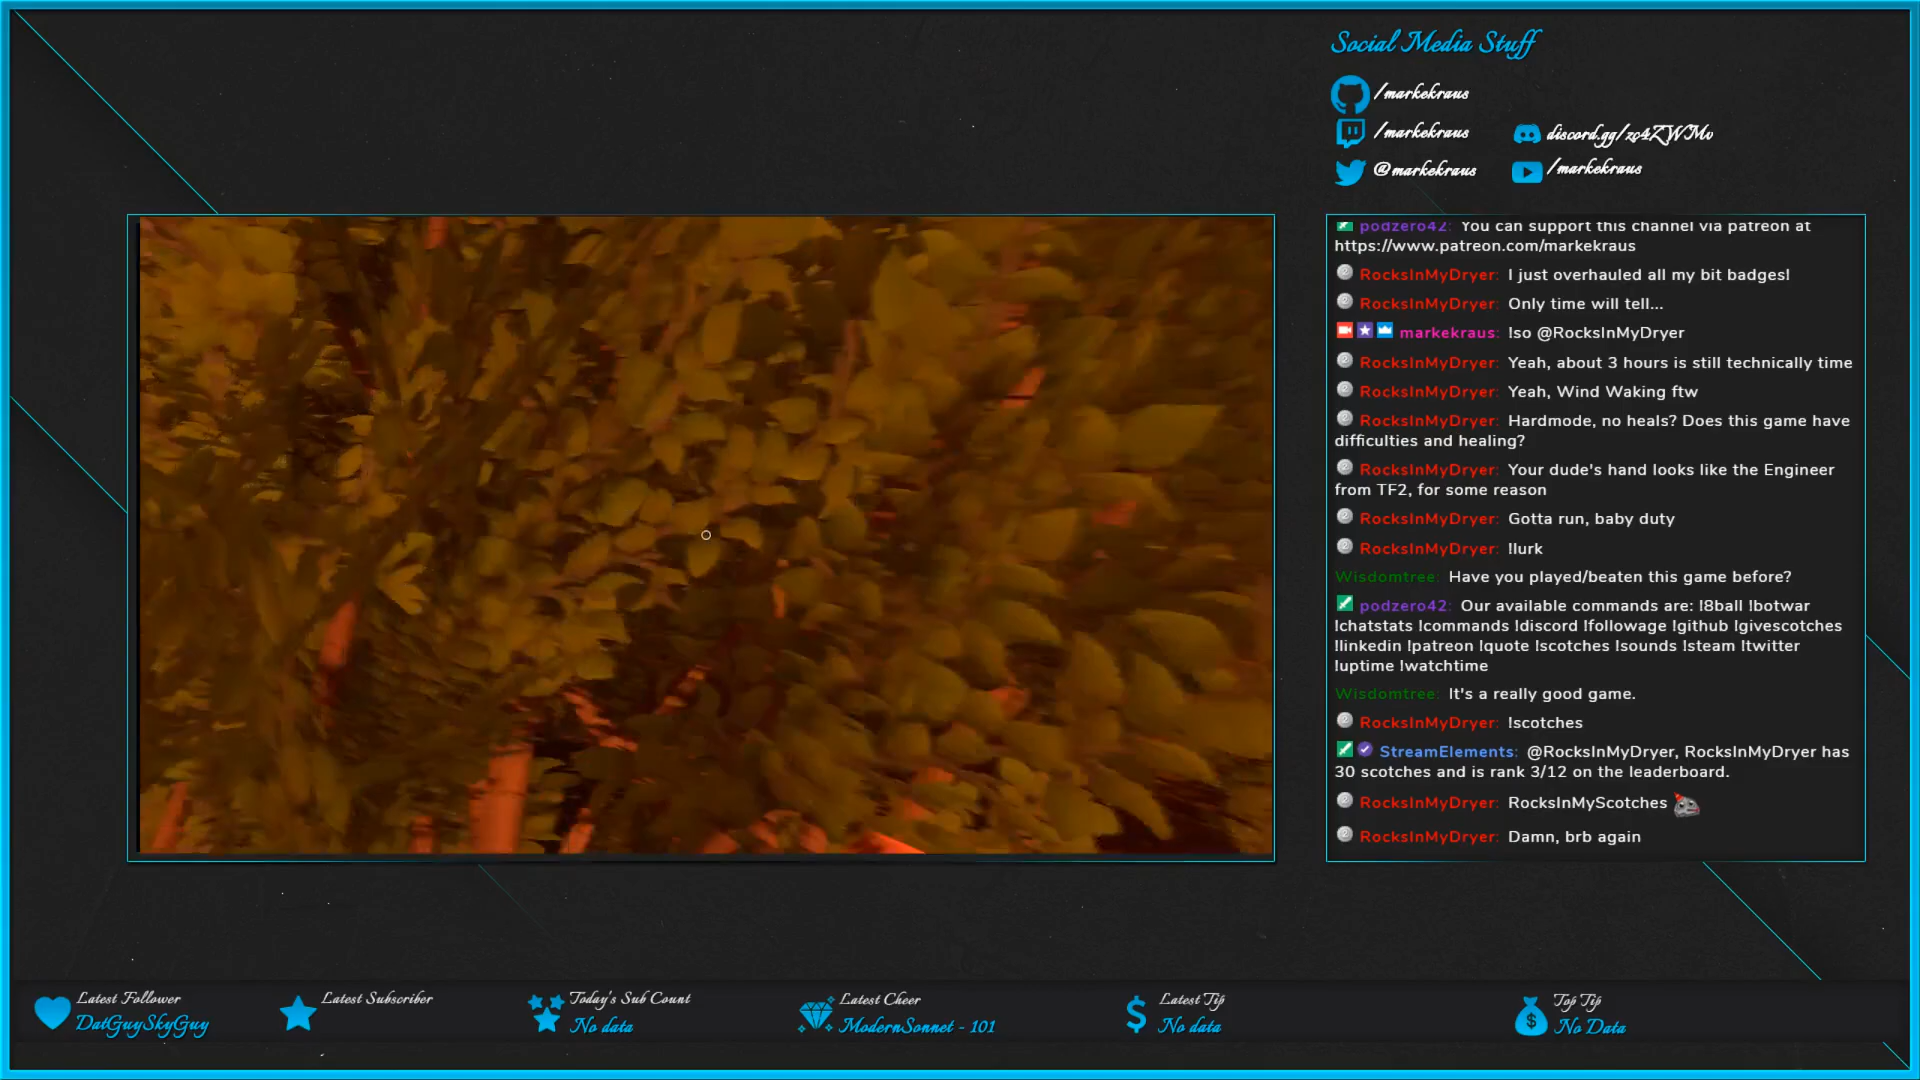 Social Media Stuff
/markekraus
/markekraus
discord.gg/zc4ZWMv
@markekraus
/markekraus
podzero42: You can support this channel via patreon at
https://www.patreon.com/markekraus
RocksInMyDryer: I just overhauled all my bit badges!
RocksInMyDryer: Only time will tell...
markekraus: !so @RocksInMyDryer
RocksInMyDryer: Yeah, about 3 hours is still technically time
RocksInMyDryer: Yeah, Wind Waking ftw
RocksInMyDryer: Hardmode, no heals? Does this game have
difficulties and healing?
RocksInMyDryer: Your dude's hand looks like the Engineer
from TF2, for some reason
RocksInMyDryer: Gotta run, baby duty
RocksInMyDryer: !lurk
Wisdomtree: Have you played/beaten this game before?
podzero42: Our available commands are: !8ball !botwar
!chatstats !commands !discord !followage !github !givescotches
!linkedin !patreon !quote !scotches !sounds !steam !twitter
!uptime !watchtime
Wisdomtree: It's a really good game.
RocksInMyDryer: !scotches
StreamElements: @RocksInMyDryer, RocksInMyDryer has
30 scotches and is rank 3/12 on the leaderboard.
RocksInMyDryer: RocksInMyScotches
RocksInMyDryer: Damn, brb again
Latest Follower
DatGuySkyGuy
Latest Subscriber
Today's Sub Count
No data
Latest Cheer
ModernSonnet - 101
Latest Tip
No data
Top Tip
No Data